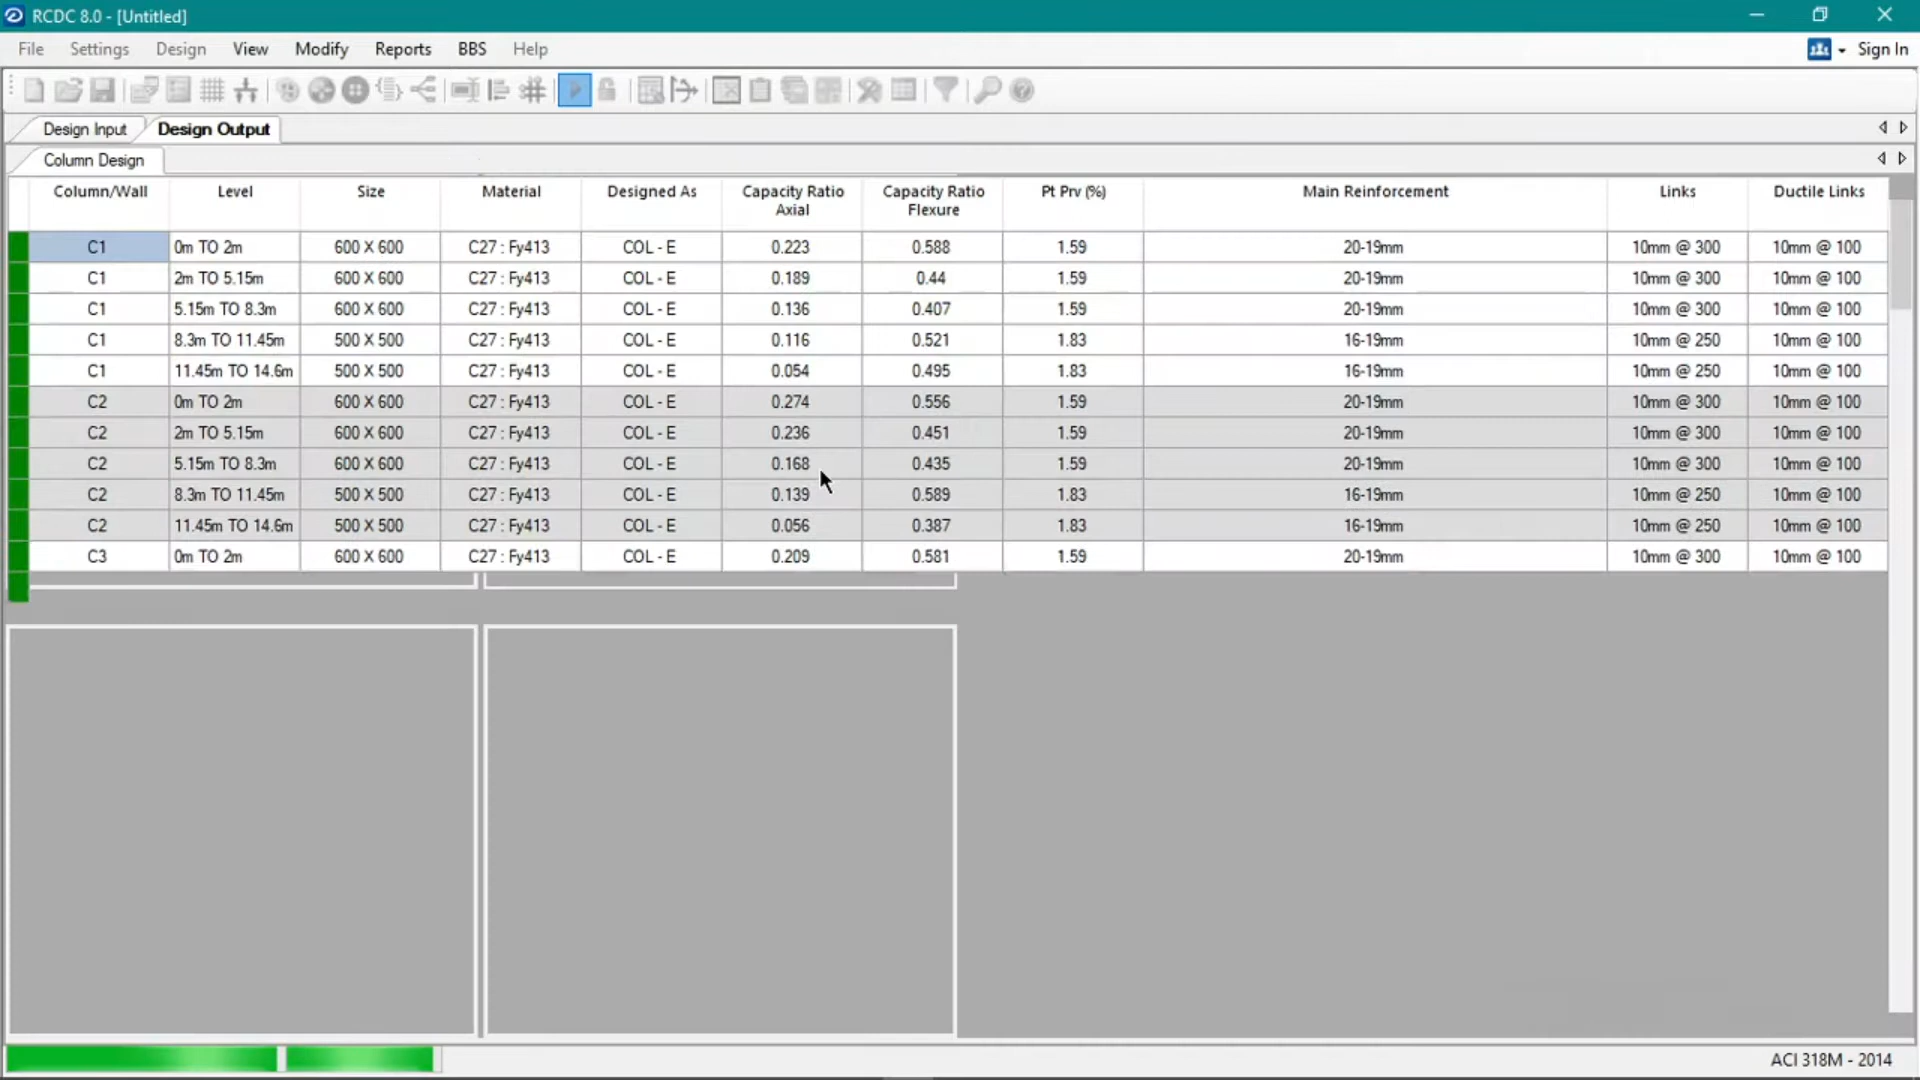 RCDC 8.0 - [Untitled]
File Settings Design View Modify Reports BBS Help Sign In
Design Input Design Output
Column Design
Column/Wall Level Size Material Designed As Capacity Ratio Axial Capacity Ratio Flexure Pt Prv (%) Main Reinforcement Links Ductile Links
C1 0m TO 2m 600 X 600 C27 : Fy413 COL - E 0.223 0.588 1.59 20-19mm 10mm @ 300 10mm @ 100
C1 2m TO 5.15m 600 X 600 C27 : Fy413 COL - E 0.189 0.44 1.59 20-19mm 10mm @ 300 10mm @ 100
C1 5.15m TO 8.3m 600 X 600 C27 : Fy413 COL - E 0.136 0.407 1.59 20-19mm 10mm @ 300 10mm @ 100
C1 8.3m TO 11.45m 500 X 500 C27 : Fy413 COL - E 0.116 0.521 1.83 16-19mm 10mm @ 250 10mm @ 100
C1 11.45m TO 14.6m 500 X 500 C27 : Fy413 COL - E 0.054 0.495 1.83 16-19mm 10mm @ 250 10mm @ 100
C2 0m TO 2m 600 X 600 C27 : Fy413 COL - E 0.274 0.556 1.59 20-19mm 10mm @ 300 10mm @ 100
C2 2m TO 5.15m 600 X 600 C27 : Fy413 COL - E 0.236 0.451 1.59 20-19mm 10mm @ 300 10mm @ 100
C2 5.15m TO 8.3m 600 X 600 C27 : Fy413 COL - E 0.168 0.435 1.59 20-19mm 10mm @ 300 10mm @ 100
C2 8.3m TO 11.45m 500 X 500 C27 : Fy413 COL - E 0.139 0.589 1.83 16-19mm 10mm @ 250 10mm @ 100
C2 11.45m TO 14.6m 500 X 500 C27 : Fy413 COL - E 0.056 0.387 1.83 16-19mm 10mm @ 250 10mm @ 100
C3 0m TO 2m 600 X 600 C27 : Fy413 COL - E 0.209 0.581 1.59 20-19mm 10mm @ 300 10mm @ 100
ACI 318M - 2014